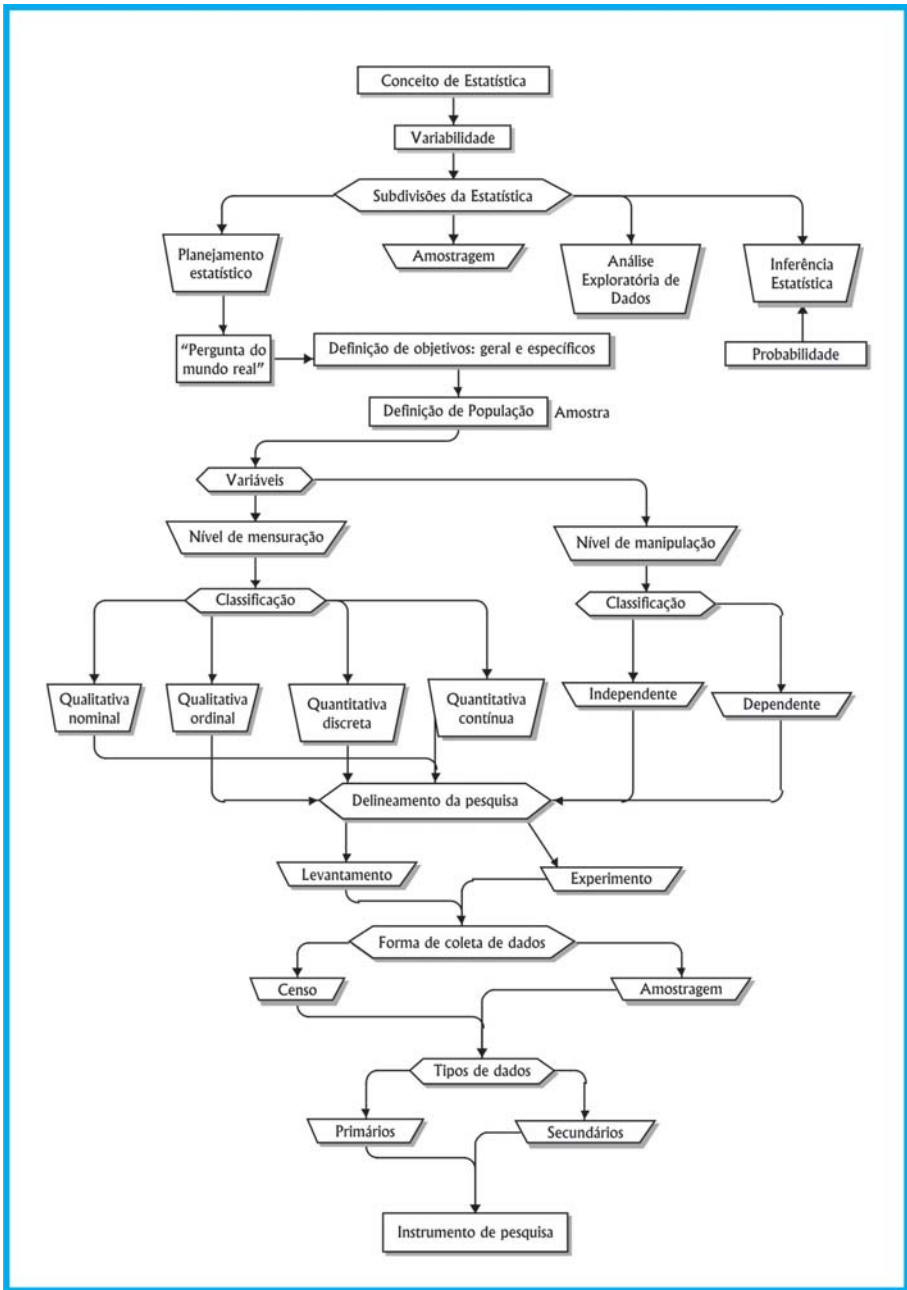 Conceito de Estatística
Variabilidade
Subdivisões da Estatística
Planejamento
estatístico
Amostragem
Análise
Exploratória de
Dados
Inferência
Estatística
“Pergunta do
mundo real”
Definição de objetivos: geral e específicos
Probabilidade
Definição de População
Amostra
Variáveis
Nível de mensuração
Nível de manipulação
Classificação
Classificação
Qualitativa
nominal
Qualitativa
ordinal
Quantitativa
discreta
Quantitativa
contínua
Independente
Dependente
Delineamento da pesquisa
Levantamento
Experimento
Forma de coleta de dados
Censo
Amostragem
Tipos de dados
Primários
Secundários
Instrumento de pesquisa